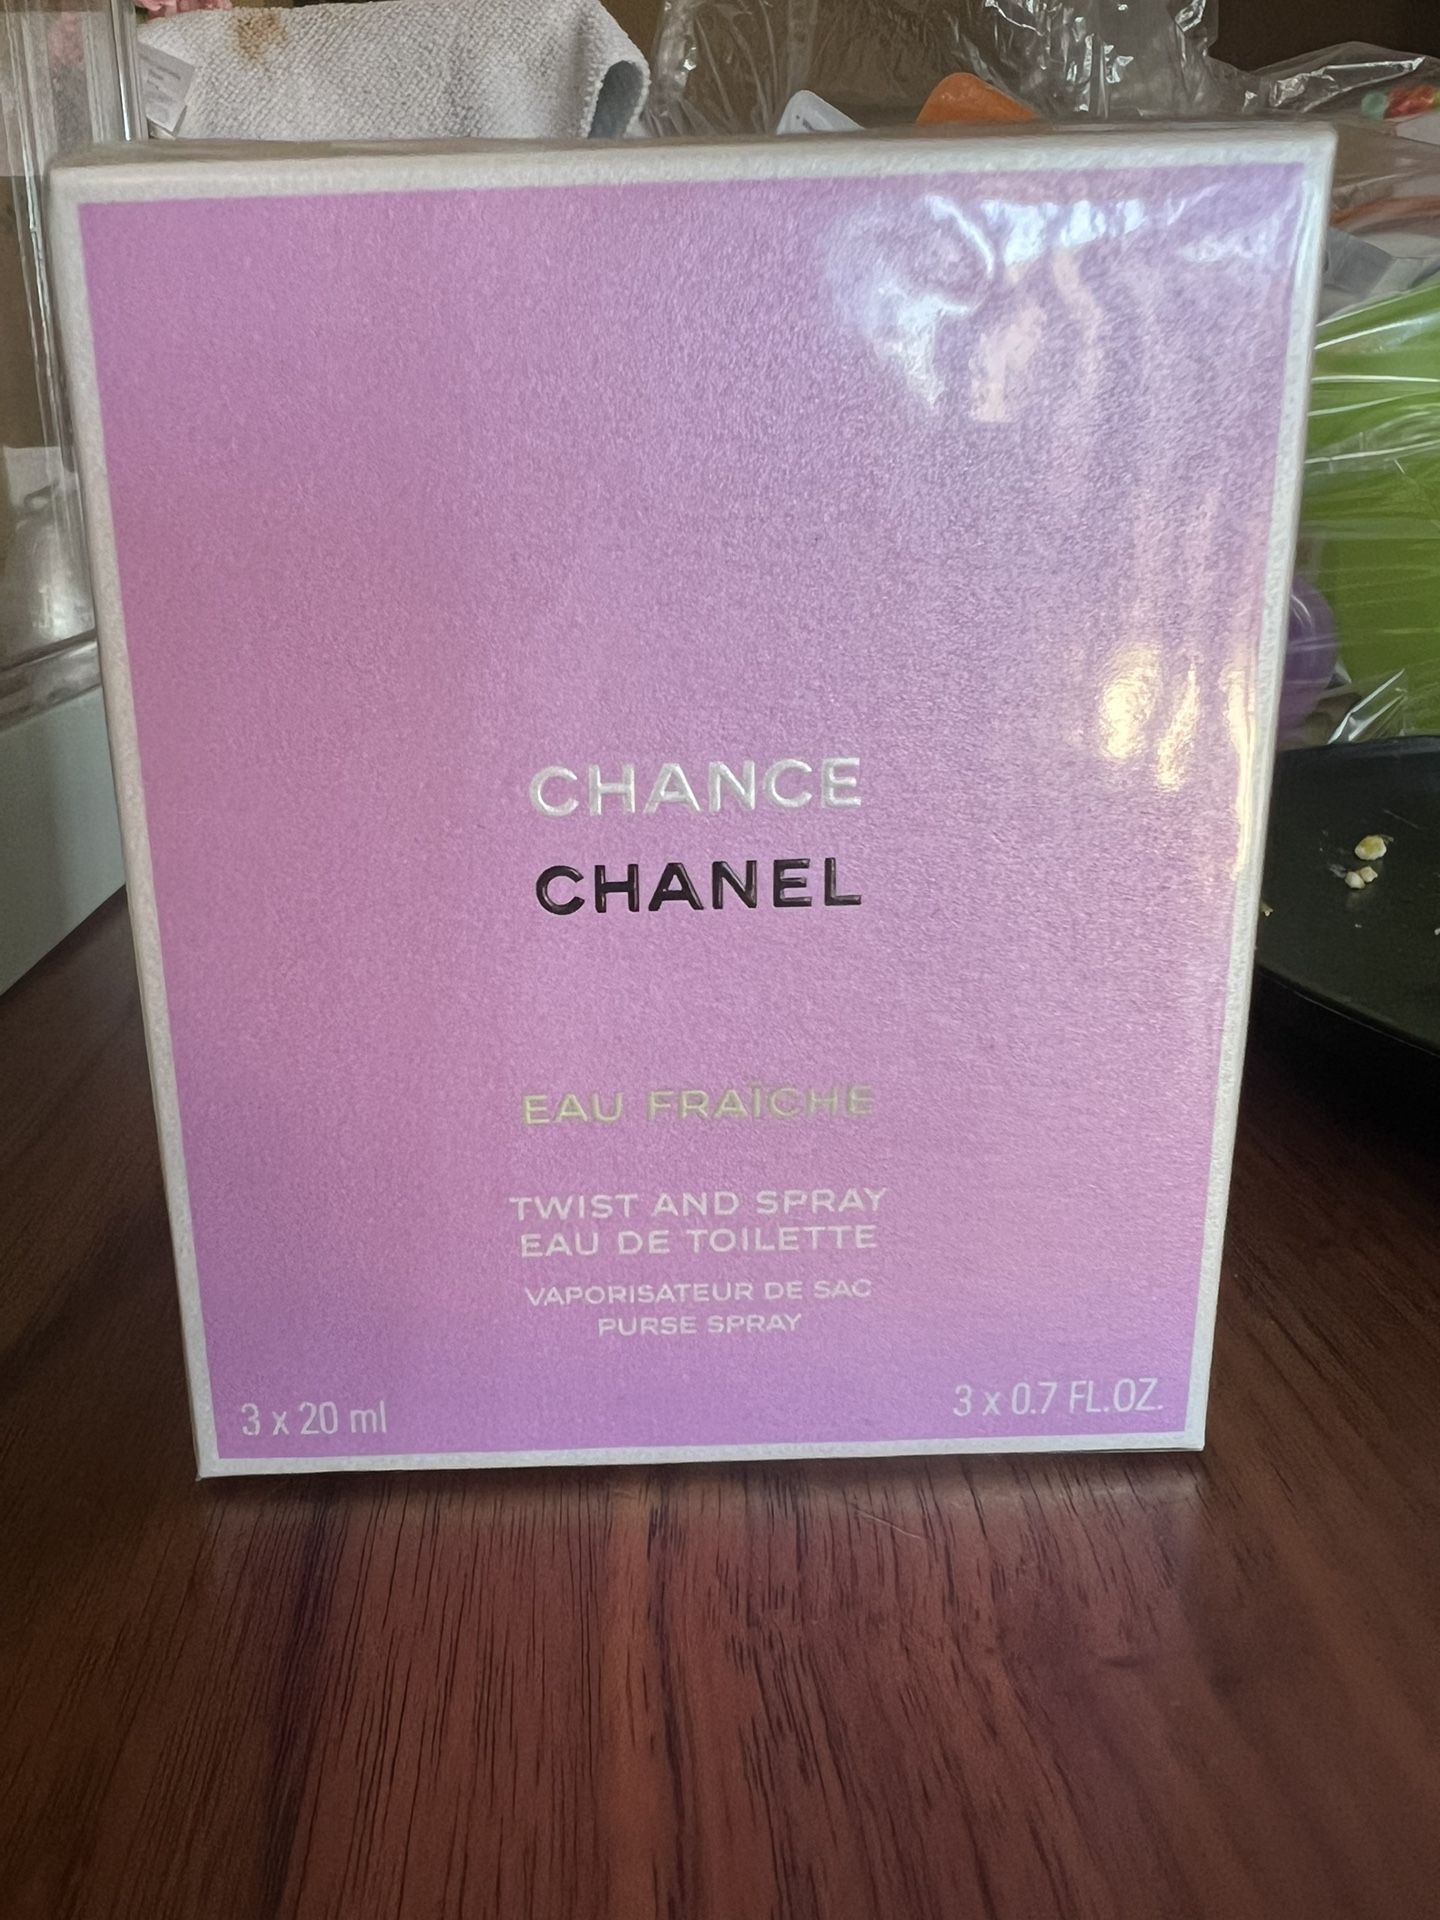 CHANCE
CHANEL
EAU FRAÎCHE
TWIST AND SPRAY
EAU DE TOILETTE
VAPORISATEUR DE SAC
PURSE SPRAY
3 x 20 ml
3 x 0.7 FL.OZ.